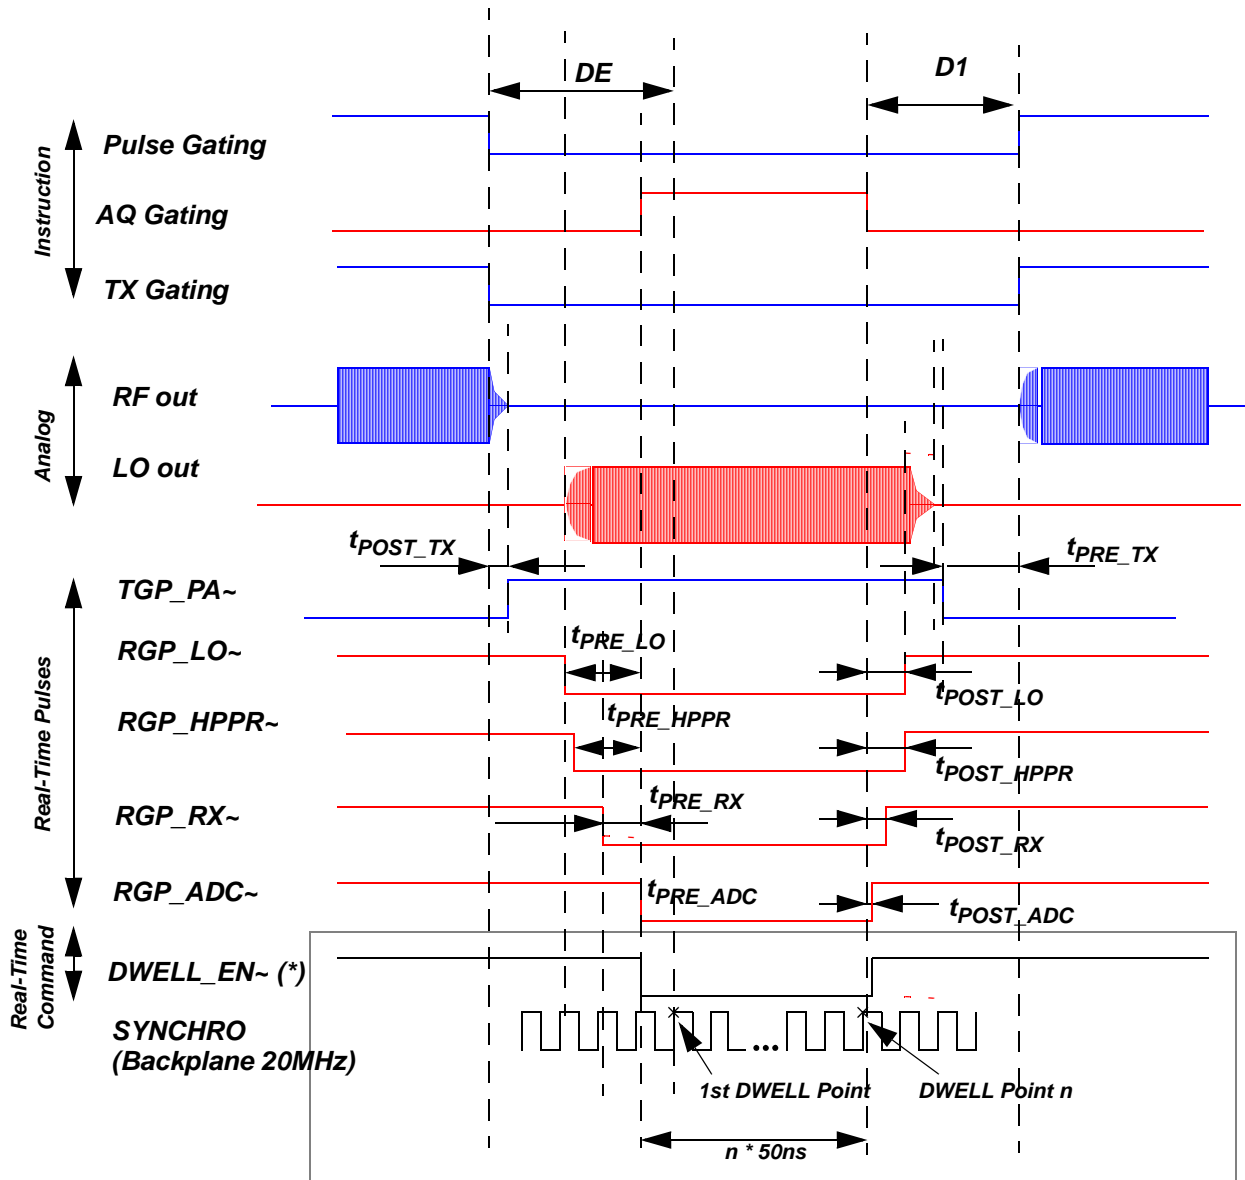 DE
D1
Instruction
Pulse Gating
AQ Gating
TX Gating
Analog
RF out
LO out
tPOST_TX
tPRE_TX
Real-Time Pulses
TGP_PA~
tPRE_LO
RGP_LO~
tPOST_LO
RGP_HPPR~
tPRE_HPPR
tPOST_HPPR
RGP_RX~
tPRE_RX
tPOST_RX
RGP_ADC~
tPRE_ADC
tPOST_ADC
Real-Time
Command
DWELL_EN~ (*)
SYNCHRO
(Backplane 20MHz)
...
1st DWELL Point
DWELL Point n
n * 50ns